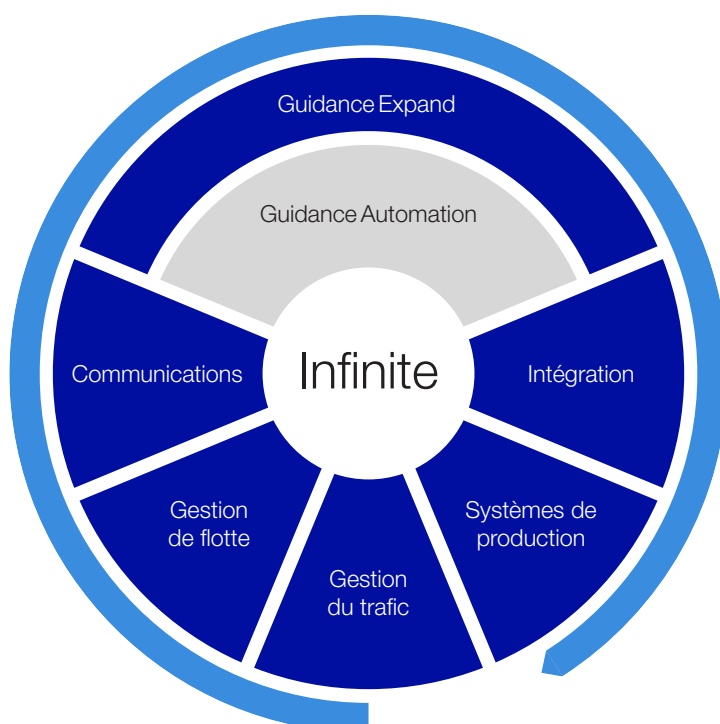 Guidance Expand
Guidance Automation
Communications
Infinite
Intégration
Gestion
de flotte
Systèmes de
production
Gestion
du trafic